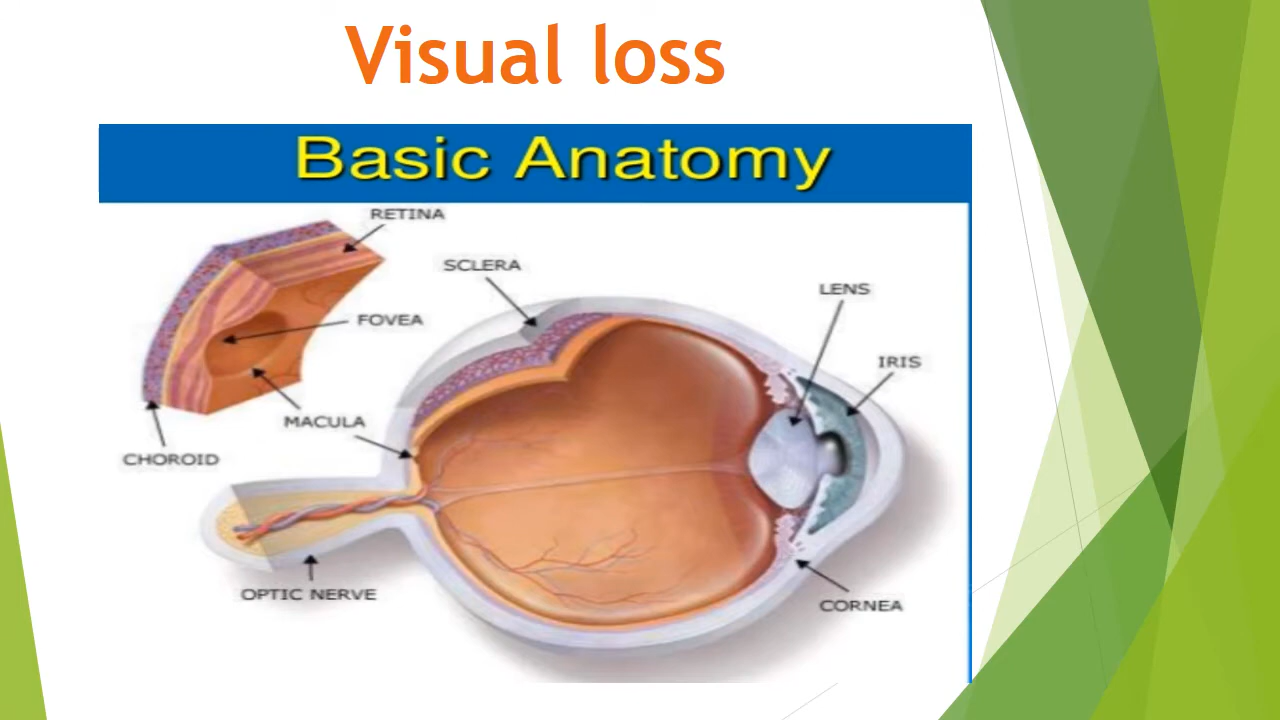 Visual loss
Basic Anatomy
RETINA
SCLERA
LENS
FOVEA
IRIS
MACULA
CHOROID
OPTIC NERVE
CORNEA